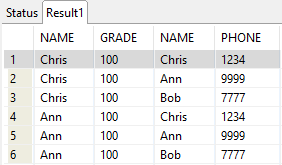 Status Result1
NAME GRADE NAME PHONE
1 Chris 100 Chris 1234
2 Chris 100 Ann 9999
3 Chris 100 Bob 7777
4 Ann 100 Chris 1234
5 Ann 100 Ann 9999
6 Ann 100 Bob 7777